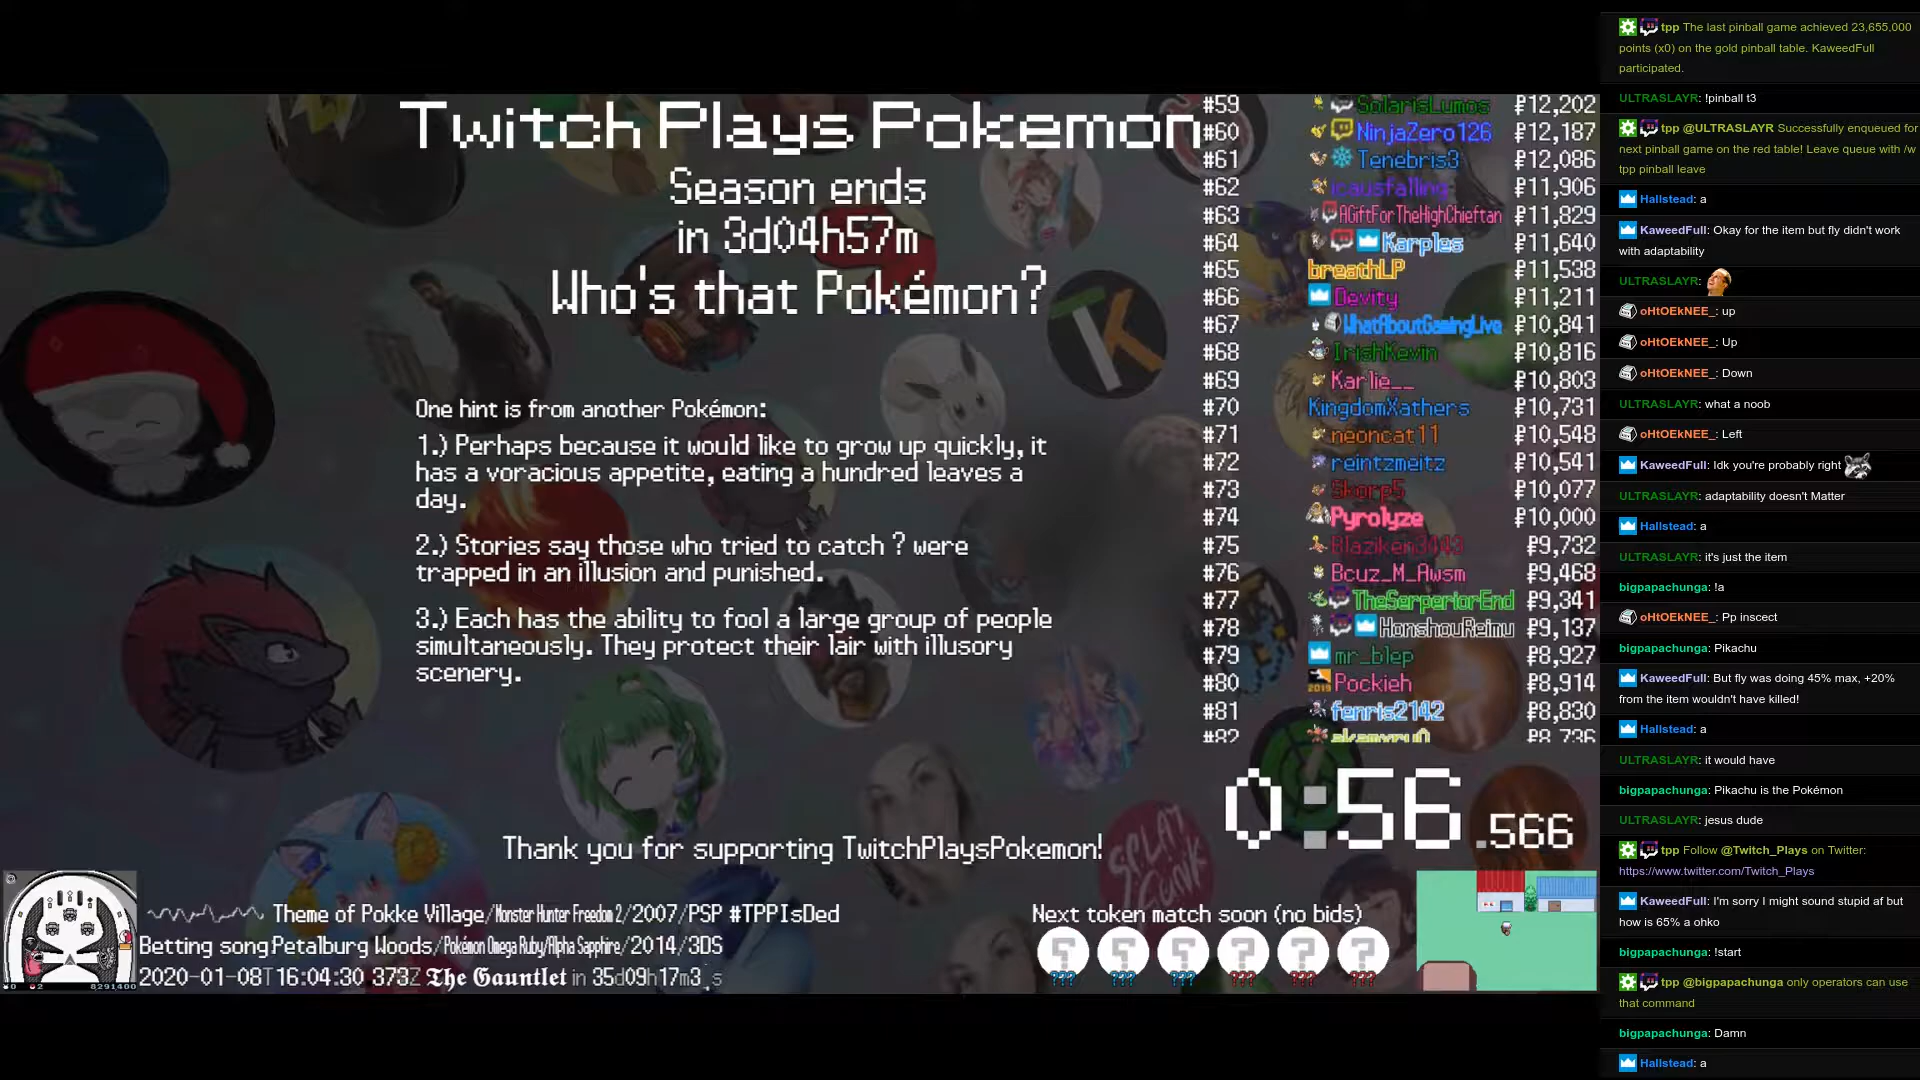 Twitch Plays Pokemon
Season ends
in 3d04h57m
Who's that Pokémon?
One hint is from another Pokémon:
1.) Perhaps because it would like to grow up quickly, it
has a voracious appetite, eating a hundred leaves a
day.
2.) Stories say those who tried to catch ? were
trapped in an illusion and punished.
3.) Each has the ability to fool a large group of people
simultaneously. They protect their lair with illusory
scenery.
Thank you for supporting TwitchPlaysPokemon!
#59 SolarisLumos ₽12,202
#60 NinjaZero126 ₽12,187
#61 Tenebris3 ₽12,086
#62 icausfalling ₽11,906
#63 AGiftForTheHighChieftan ₽11,829
#64 Karples ₽11,640
#65 breathLP ₽11,538
#66 Devity ₽11,211
#67 WhatAboutGamingLive ₽10,841
#68 IrishKevin ₽10,816
#69 Karlie__ ₽10,803
#70 KingdomXathers ₽10,731
#71 neoncat11 ₽10,548
#72 reintzmeitz ₽10,541
#73 Skorp5 ₽10,077
#74 Pyrolyze ₽10,000
#75 Blaziken3443 ₽9,732
#76 Bcuz_M_Awsm ₽9,468
#77 TheSerperiorEnd ₽9,341
#78 HonshouReimu ₽9,137
#79 mr_blep ₽8,927
#80 2019 Pockieh ₽8,914
#81 fenris2142 ₽8,830
#82 ₽8,736
0:56.566
SPLAT
Theme of Pokke Village/Monster Hunter Freedom 2/2007/PSP #TPPIsDed
Betting song Petalburg Woods/Pokémon Omega Ruby/Alpha Sapphire/2014/3DS
2020-01-08T16:04:30 373Z The Gauntlet in 35d09h17m3 s
8291400
Next token match soon (no bids)
? ? ? ? ? ?
??? ??? ??? ??? ??? ???
tpp The last pinball game achieved 23,655,000
points (x0) on the gold pinball table. KaweedFull
participated.
ULTRASLAYR: !pinball t3
tpp @ULTRASLAYR Successfully enqueued for
next pinball game on the red table! Leave queue with /w
tpp pinball leave
Hallstead: a
KaweedFull: Okay for the item but fly didn't work
with adaptability
ULTRASLAYR:
oHtOEkNEE_: up
oHtOEkNEE_: Up
oHtOEkNEE_: Down
ULTRASLAYR: what a noob
oHtOEkNEE_: Left
KaweedFull: Idk you're probably right
ULTRASLAYR: adaptability doesn't Matter
Hallstead: a
ULTRASLAYR: it's just the item
bigpapachunga: !a
oHtOEkNEE_: Pp inscect
bigpapachunga: Pikachu
KaweedFull: But fly was doing 45% max, +20%
from the item wouldn't have killed!
Hallstead: a
ULTRASLAYR: it would have
bigpapachunga: Pikachu is the Pokémon
ULTRASLAYR: jesus dude
tpp Follow @Twitch_Plays on Twitter:
https://www.twitter.com/Twitch_Plays
KaweedFull: I'm sorry I might sound stupid af but
how is 65% a ohko
bigpapachunga: !start
tpp @bigpapachunga only operators can use
that command
bigpapachunga: Damn
Hallstead: a